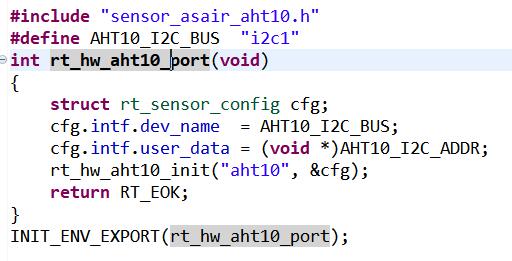 #include "sensor_asair_aht10.h"
#define AHT10_I2C_BUS  "i2c1"
int rt_hw_aht10_port(void)
{
    struct rt_sensor_config cfg;
    cfg.intf.dev_name  = AHT10_I2C_BUS;
    cfg.intf.user_data = (void *)AHT10_I2C_ADDR;
    rt_hw_aht10_init("aht10", &cfg);
    return RT_EOK;
}
INIT_ENV_EXPORT(rt_hw_aht10_port);